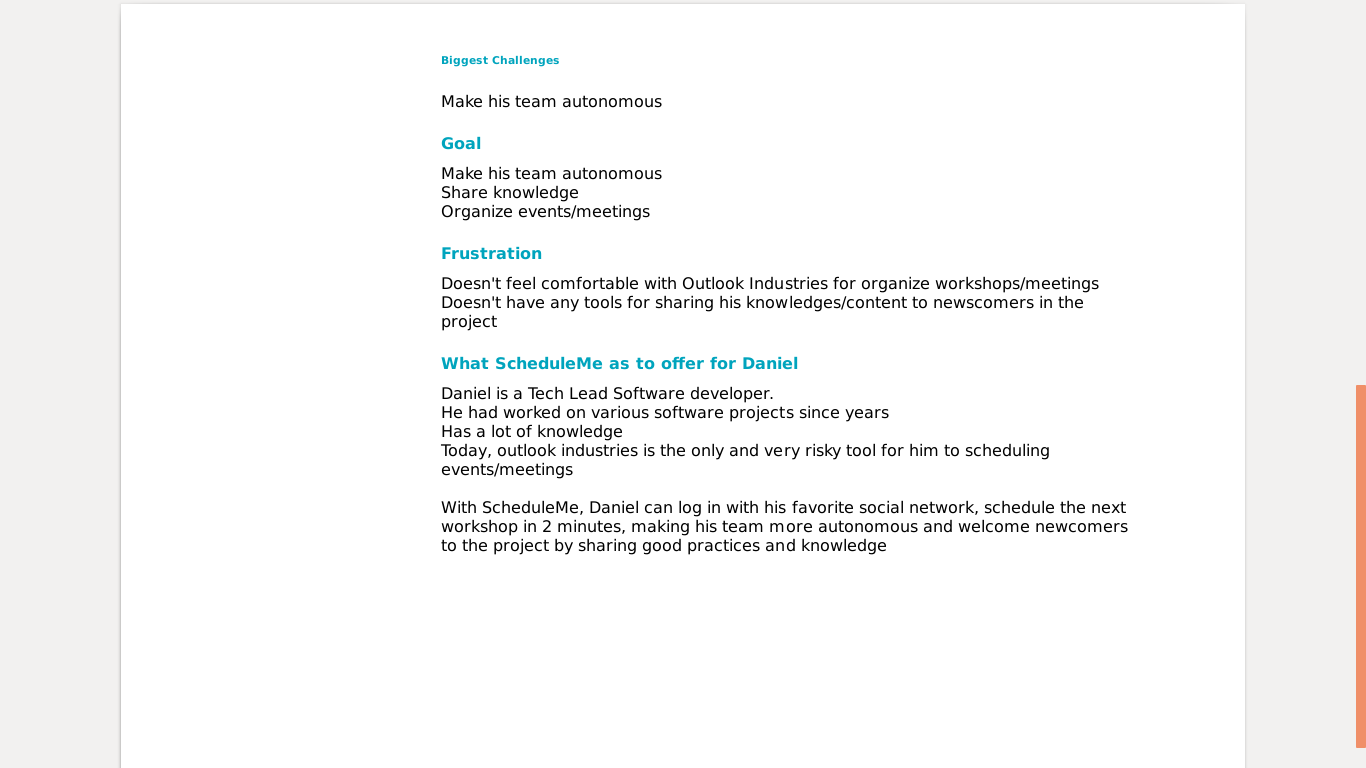 Biggest Challenges
Make his team autonomous
Goal
Make his team autonomous
Share knowledge
Organize events/meetings
Frustration
Doesn't feel comfortable with Outlook Industries for organize workshops/meetings
Doesn't have any tools for sharing his knowledges/content to newscomers in the
project
What ScheduleMe as to offer for Daniel
Daniel is a Tech Lead Software developer.
He had worked on various software projects since years
Has a lot of knowledge
Today, outlook industries is the only and very risky tool for him to scheduling
events/meetings
With ScheduleMe, Daniel can log in with his favorite social network, schedule the next
workshop in 2 minutes, making his team more autonomous and welcome newcomers
to the project by sharing good practices and knowledge